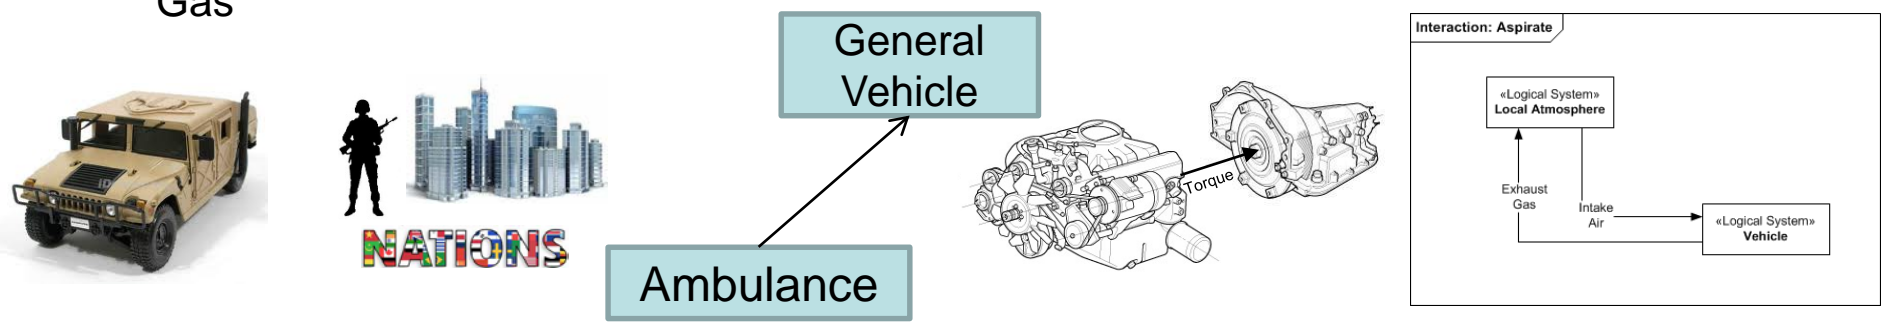 Gas
NATIONS
General
Vehicle
Ambulance
Torque
Interaction: Aspirate
«Logical System»
Local Atmosphere
Exhaust
Gas
Intake
Air
«Logical System»
Vehicle